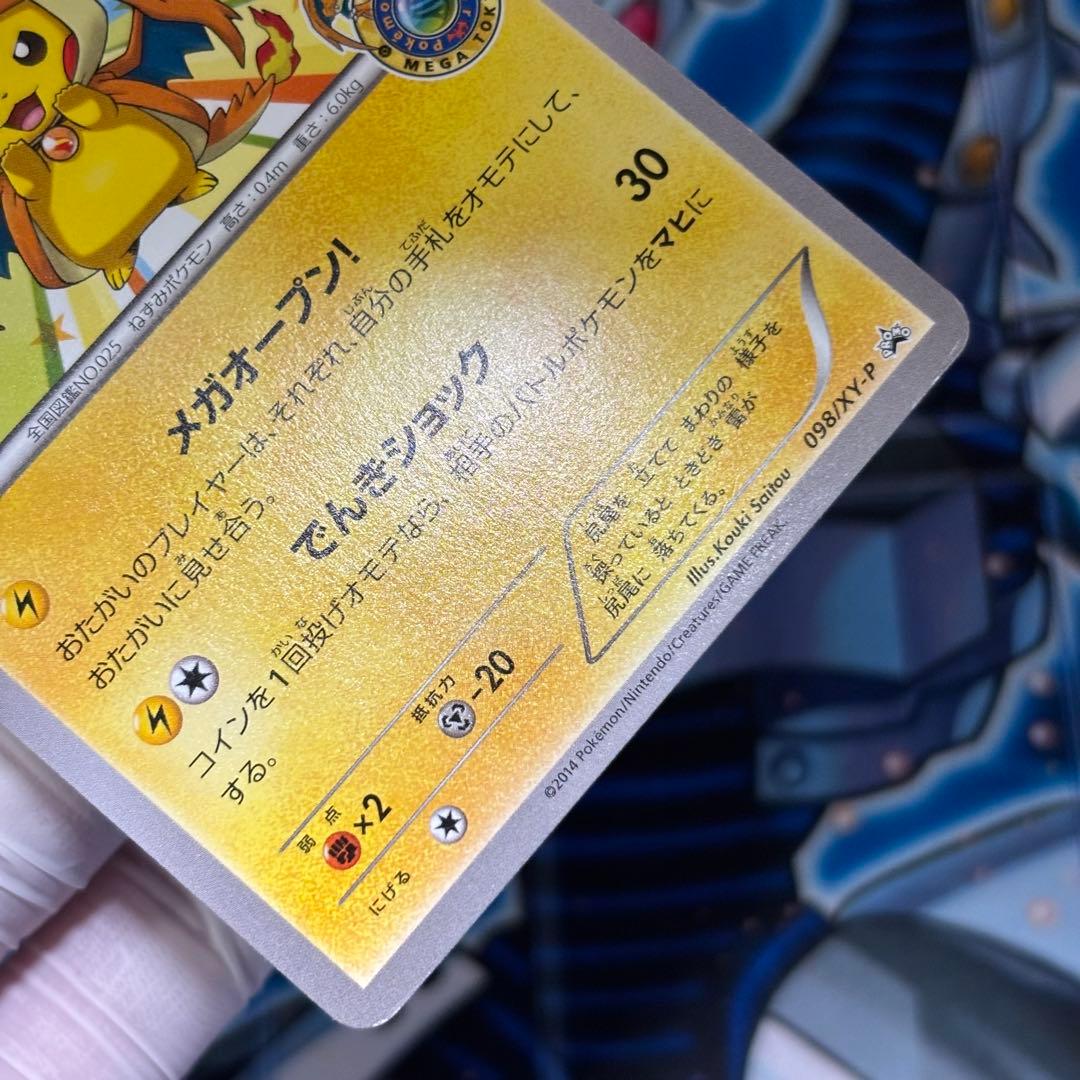 Pokémo
MEGA TOK
全国図鑑NO.025 ねずみポケモン 高さ:0.4m 重さ:6.0kg
メガオープン!
おたがいのプレイヤーは、それぞれ、自分の手札をオモテにして、
おたがいに見せ合う。
でんきショック 30
コインを1回投げオモテなら、相手のバトルポケモンをマヒに
する。
弱点 ×2
抵抗力 -20
にげる
尻尾を 立てて まわりの 様子を
探っていると ときどき 雷が
尻尾に 落ちてくる。
Illus. Kouki Saitou
098/XY-P
©2014 Pokémon/Nintendo/Creatures/GAME FREAK.